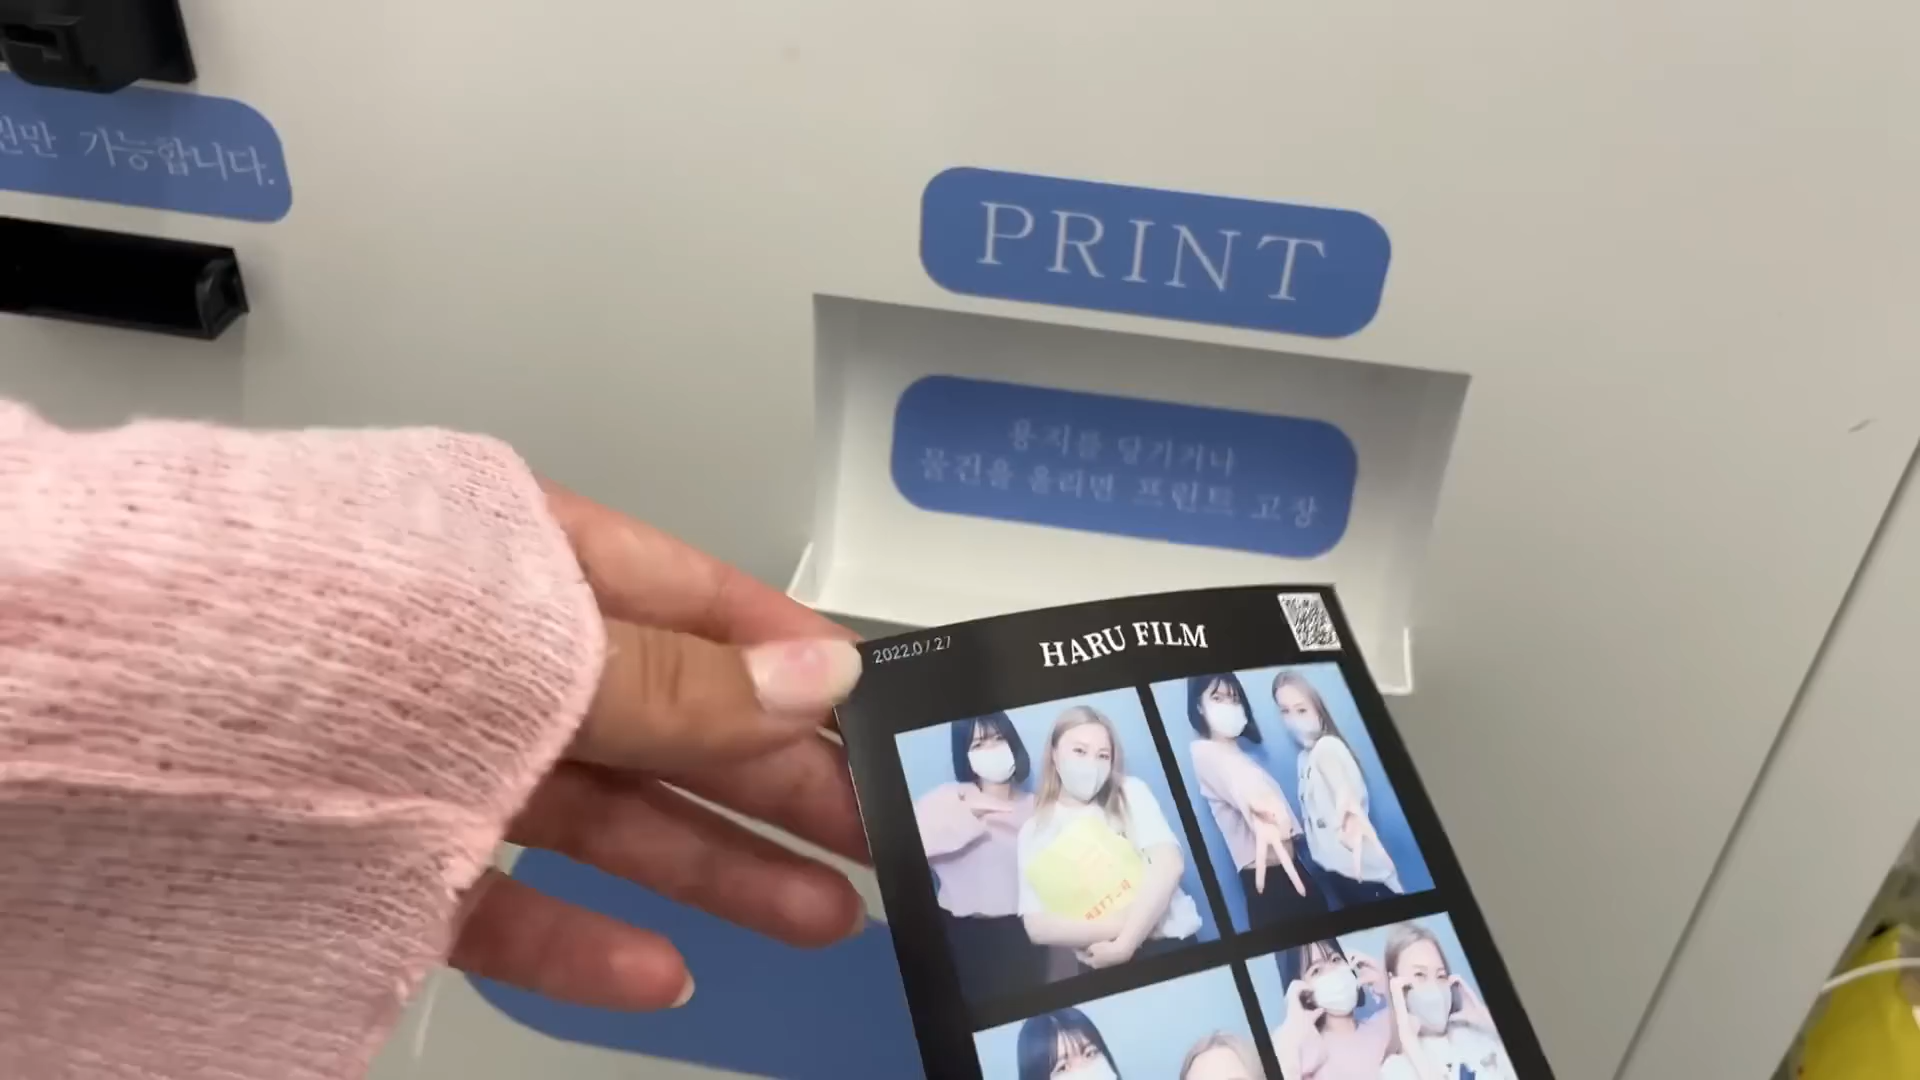 가능합니다.
PRINT
용지를 당기거나
물건을 올리면 프린트 고장
2022.07.27
HARU FILM